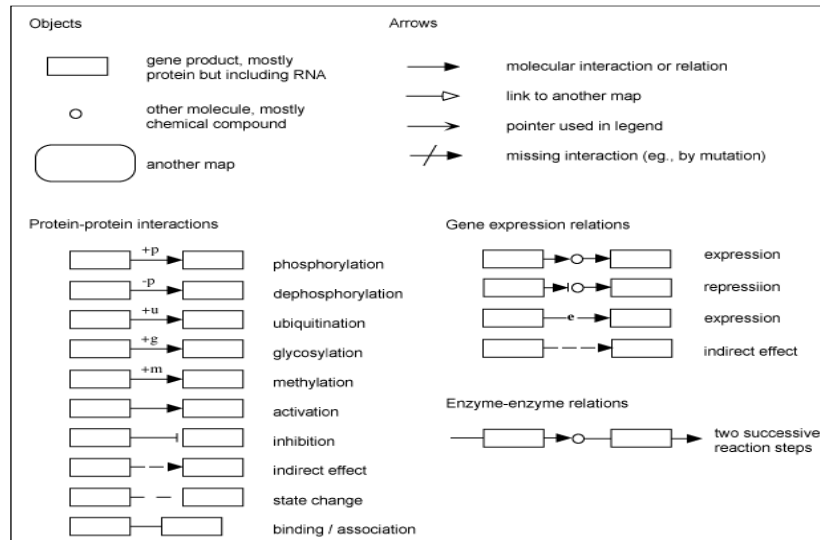 Objects
gene product, mostly
protein but including RNA
other molecule, mostly
chemical compound
another map
Arrows
molecular interaction or relation
link to another map
pointer used in legend
missing interaction (eg., by mutation)
Protein-protein interactions
+p
phosphorylation
-p
dephosphorylation
+u
ubiquitination
+g
glycosylation
+m
methylation
activation
inhibition
indirect effect
state change
binding / association
Gene expression relations
expression
repressiion
e
expression
indirect effect
Enzyme-enzyme relations
two successive
reaction steps